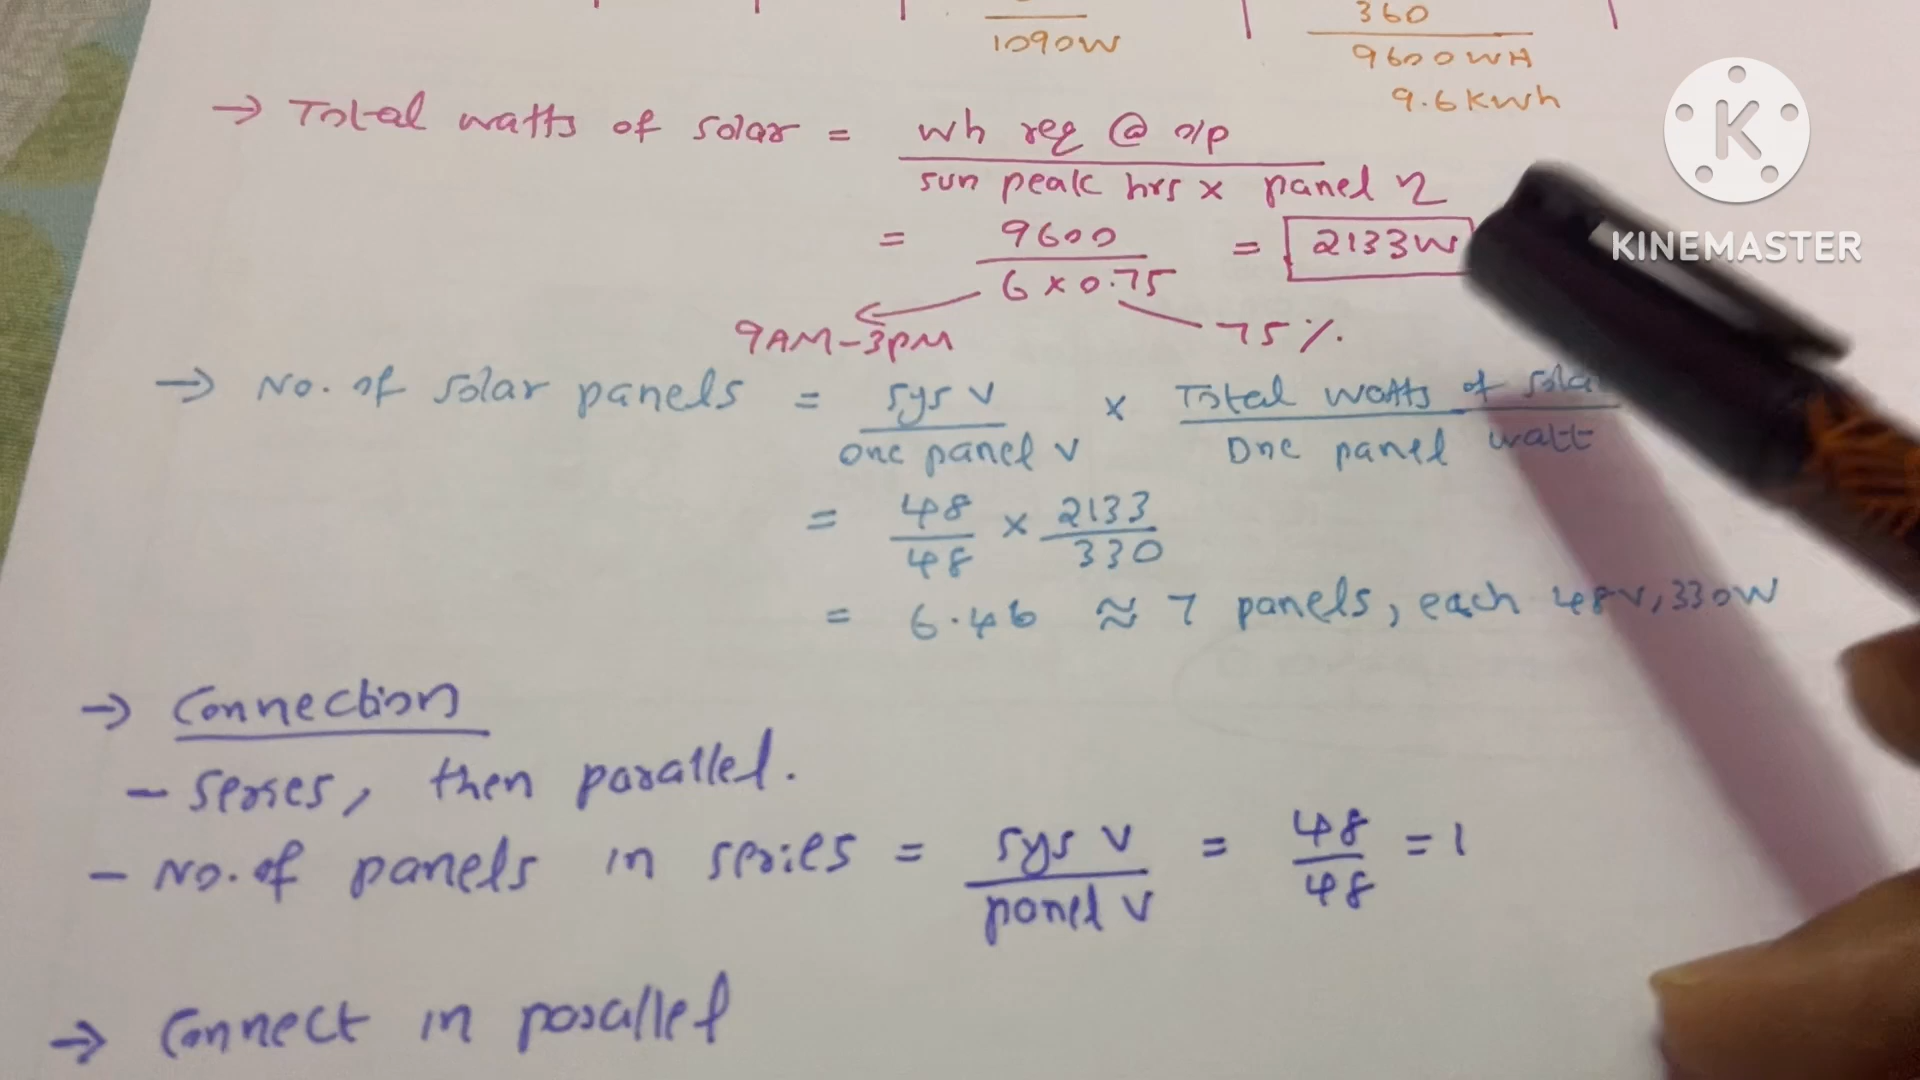 1090W
360
9600WH
9.6KWh
→ Total watts of solar = Wh req @ o/p
sun peak hrs x panel η
= 9600 = 2133W
6 x 0.75
9AM-3PM 75%.
→ No. of solar panels = sys V x Total watts of sola
One panel V One panel watt
= 48 x 2133
48 330
= 6.46 ≈ 7 panels, each 48V, 330W
→ Connection
- series, then parallel.
- No. of panels in series = sys V = 48 = 1
panel V 48
→ Connect in parallel
K
KINEMASTER